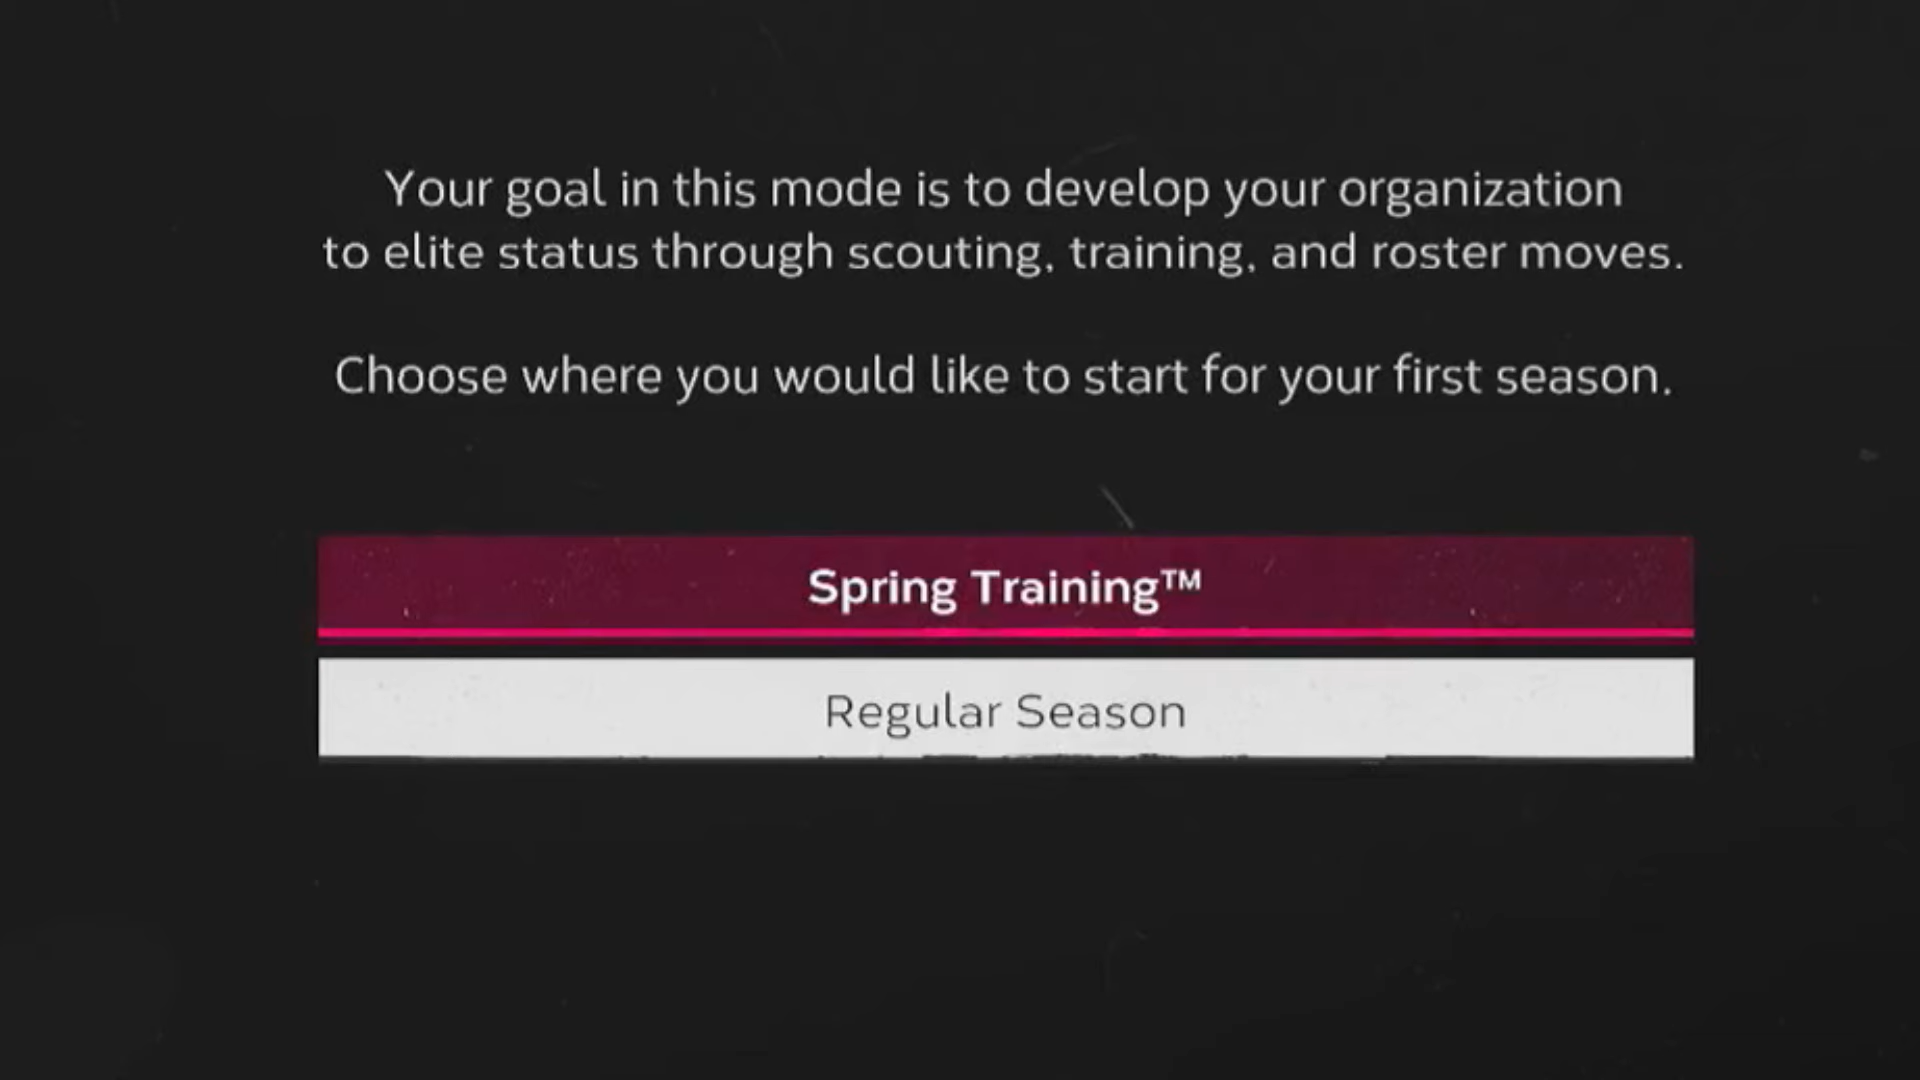 Your goal in this mode is to develop your organization
to elite status through scouting, training, and roster moves.
Choose where you would like to start for your first season.
Spring Training™
Regular Season